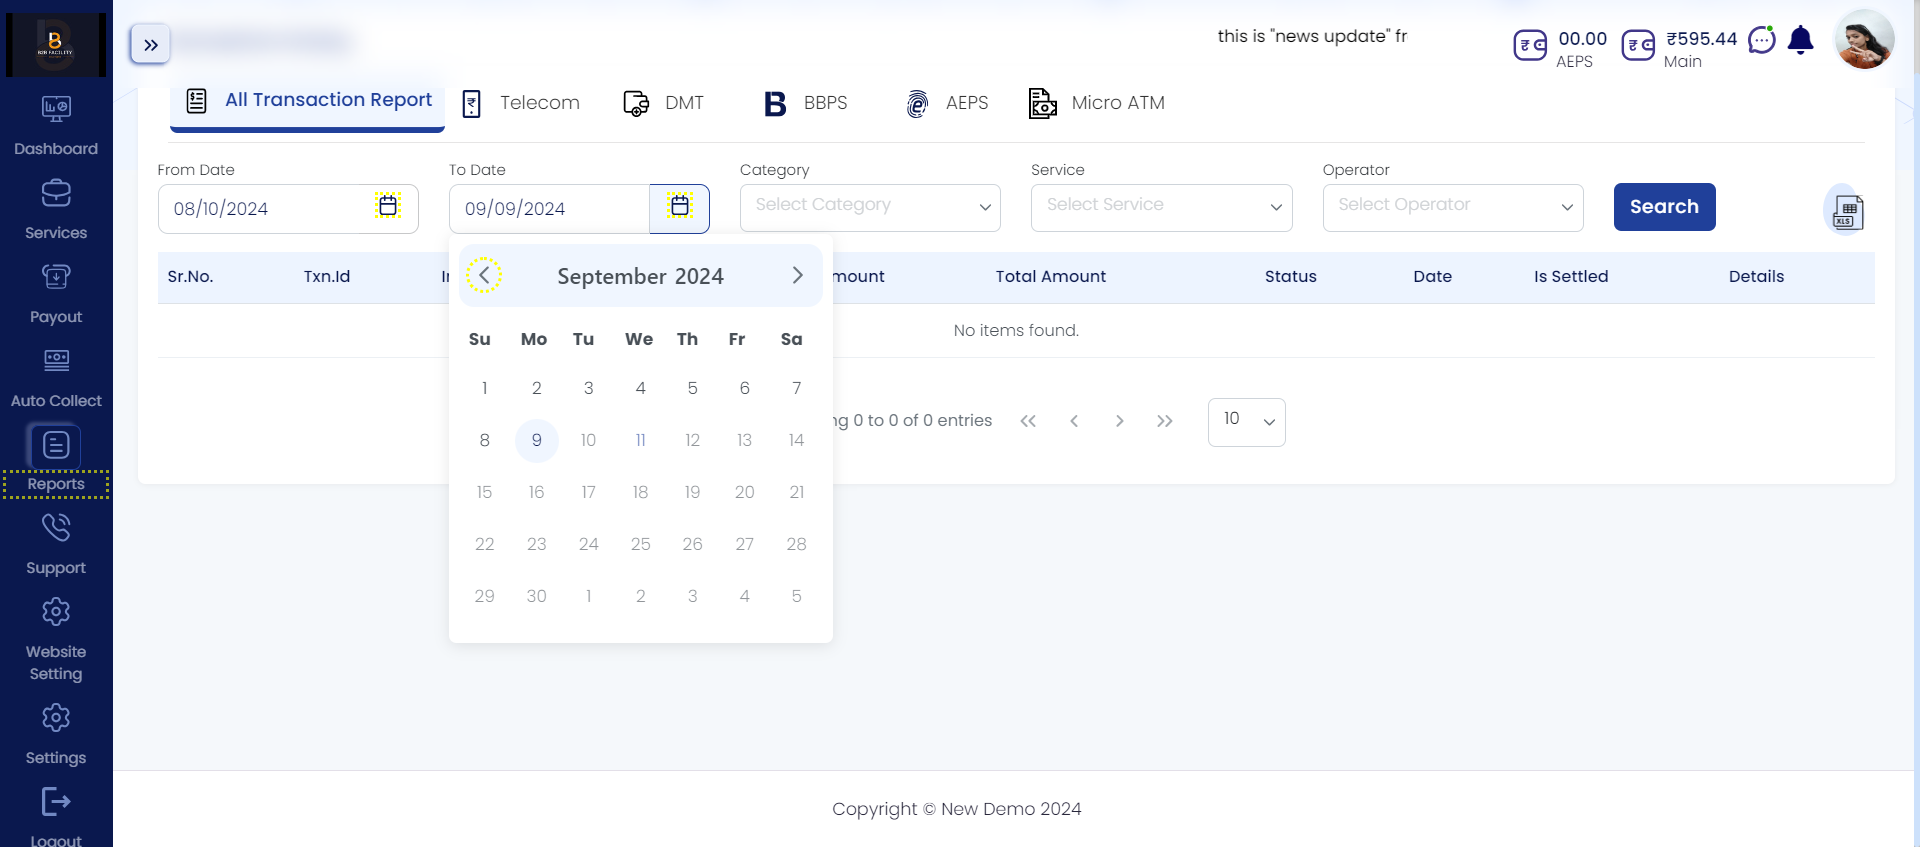 B2B FACILITY
this is "news update" fr
00.00
AEPS
₹595.44
Main
All Transaction Report
Telecom
DMT
BBPS
AEPS
Micro ATM
Dashboard
Services
Payout
Auto Collect
Reports
Support
Website
Setting
Settings
Logout
From Date
To Date
Category
Service
Operator
08/10/2024
09/09/2024
Select Category
Select Service
Select Operator
Search
XLS
Sr.No.
Txn.Id
Total Amount
Status
Date
Is Settled
Details
No items found.
September 2024
Su Mo Tu We Th Fr Sa
1 2 3 4 5 6 7
8 9 10 11 12 13 14
15 16 17 18 19 20 21
22 23 24 25 26 27 28
29 30 1 2 3 4 5
0 to 0 of 0 entries
10
Copyright © New Demo 2024